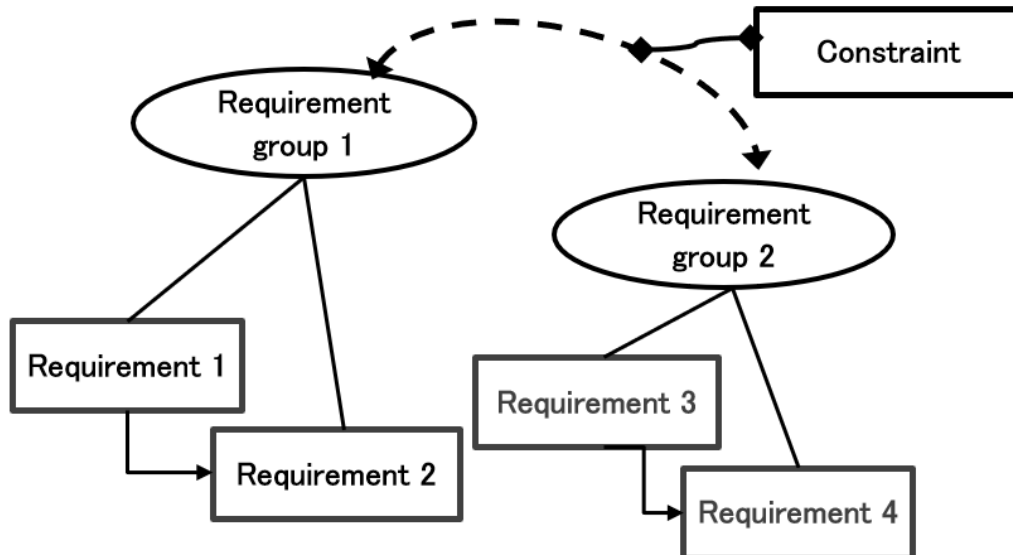 Constraint
Requirement
group 1
Requirement
group 2
Requirement 1
Requirement 2
Requirement 3
Requirement 4